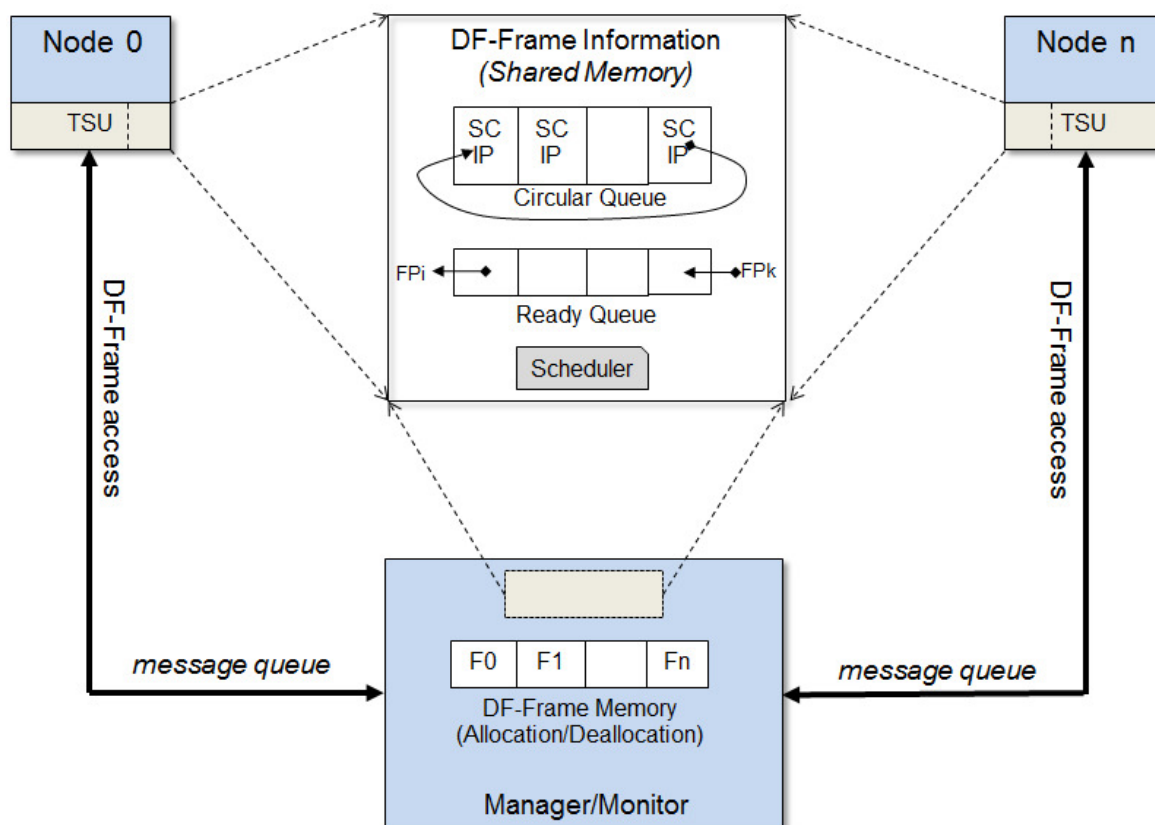 Node 0
TSU
DF-Frame Information
(Shared Memory)
SC SC SC
IP IP IP
Circular Queue
FPi FPk
Ready Queue
Scheduler
Node n
TSU
DF-Frame access
DF-Frame access
message queue
message queue
F0 F1 Fn
DF-Frame Memory
(Allocation/Deallocation)
Manager/Monitor